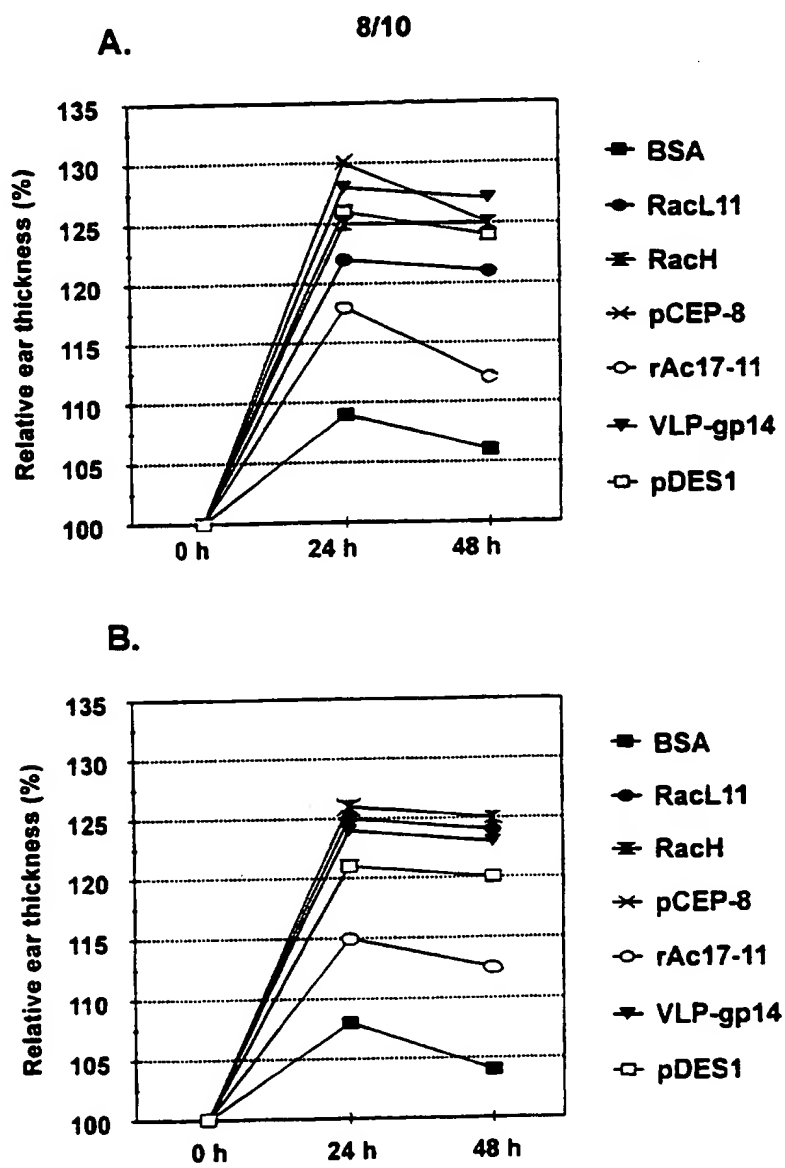 8/10
A.
Relative ear thickness (%)
135
130
125
120
115
110
105
100
0 h
24 h
48 h
BSA
RacL11
RacH
pCEP-8
rAc17-11
VLP-gp14
pDES1
B.
Relative ear thickness (%)
135
130
125
120
115
110
105
100
0 h
24 h
48 h
BSA
RacL11
RacH
pCEP-8
rAc17-11
VLP-gp14
pDES1